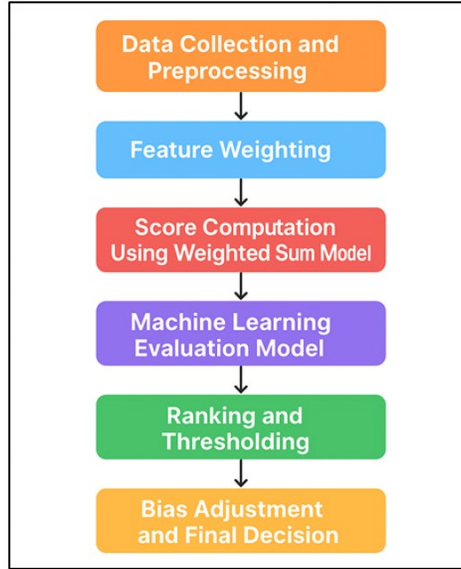 Data Collection and
Preprocessing
Feature Weighting
Score Computation
Using Weighted Sum Model
Machine Learning
Evaluation Model
Ranking and
Thresholding
Bias Adjustment
and Final Decision